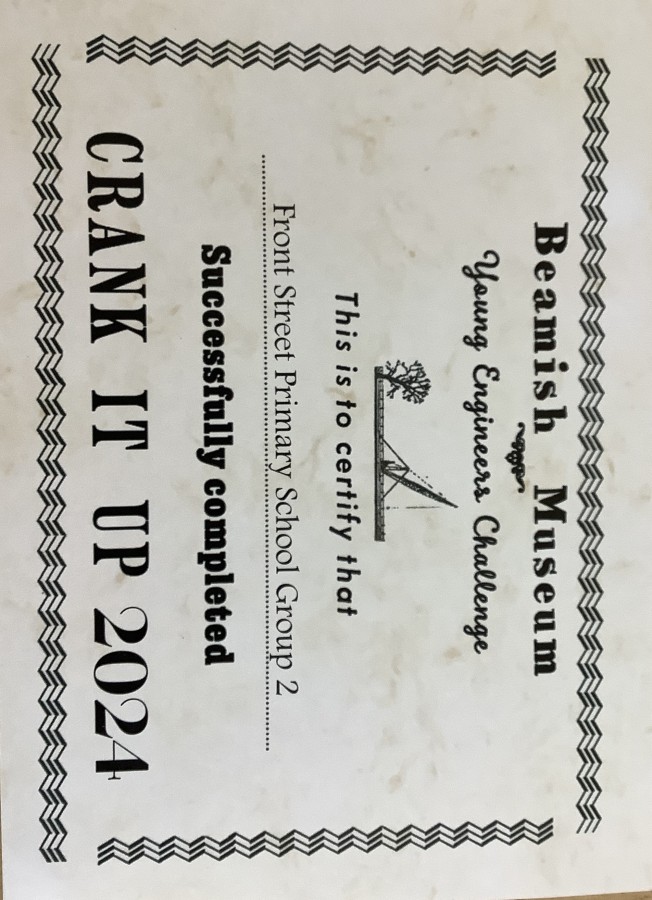 Beamish Museum
Young Engineers Challenge
This is to certify that
Front Street Primary School Group 2
Successfully completed
CRANK IT UP 2024